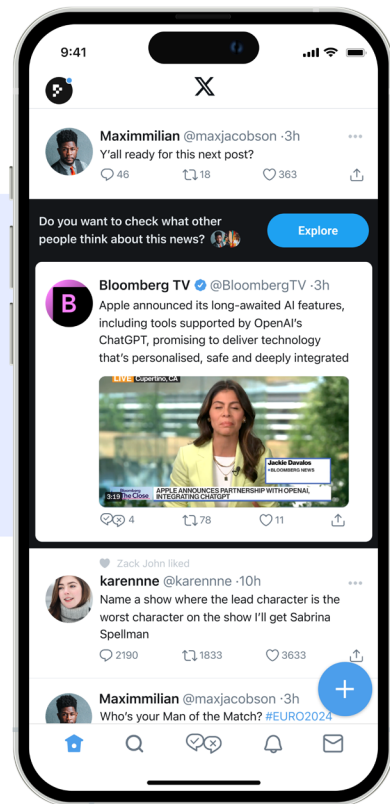 9:41
X
Maximmilian @maxjacobson ·3h
Y'all ready for this next post?
46 18 363
Do you want to check what other
people think about this news?
Explore
B
Bloomberg TV @BloombergTV ·3h
Apple announced its long-awaited AI features,
including tools supported by OpenAI's
ChatGPT, promising to deliver technology
that's personalised, safe and deeply integrated
LIVE Cupertino, CA
Jackie Davalos
BLOOMBERG NEWS
Bloomberg
3:19 The Close
APPLE ANNOUNCES PARTNERSHIP WITH OPENAI,
INTEGRATING CHATGPT
4 78 11
Zack John liked
karennne @karennne ·10h
Name a show where the lead character is the
worst character on the show I'll get Sabrina
Spellman
2190 1833 3633
Maximmilian @maxjacobson ·3h
Who's your Man of the Match? #EURO2024